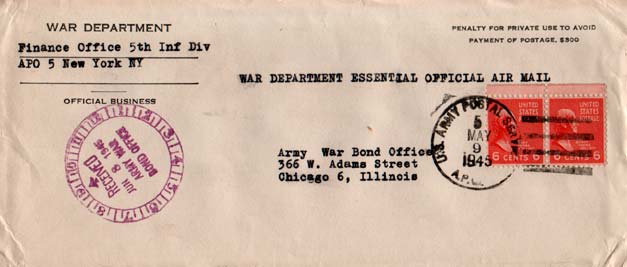 WAR DEPARTMENT
Finance Office 5th Inf Div
APO 5 New York NY
OFFICIAL BUSINESS
PENALTY FOR PRIVATE USE TO AVOID
PAYMENT OF POSTAGE, $300
WAR DEPARTMENT ESSENTIAL OFFICIAL AIR MAIL
UNITED STATES POSTAGE
6 CENTS 6
UNITED STATES POSTAGE
6 CENTS 6
U.S. ARMY POSTAL
5
MAY
9
1945
A.P.O.
RECEIVED
JUN 8 1945
ARMY WAR
BOND OFFICE
Army War Bond Office
366 W. Adams Street
Chicago 6, Illinois